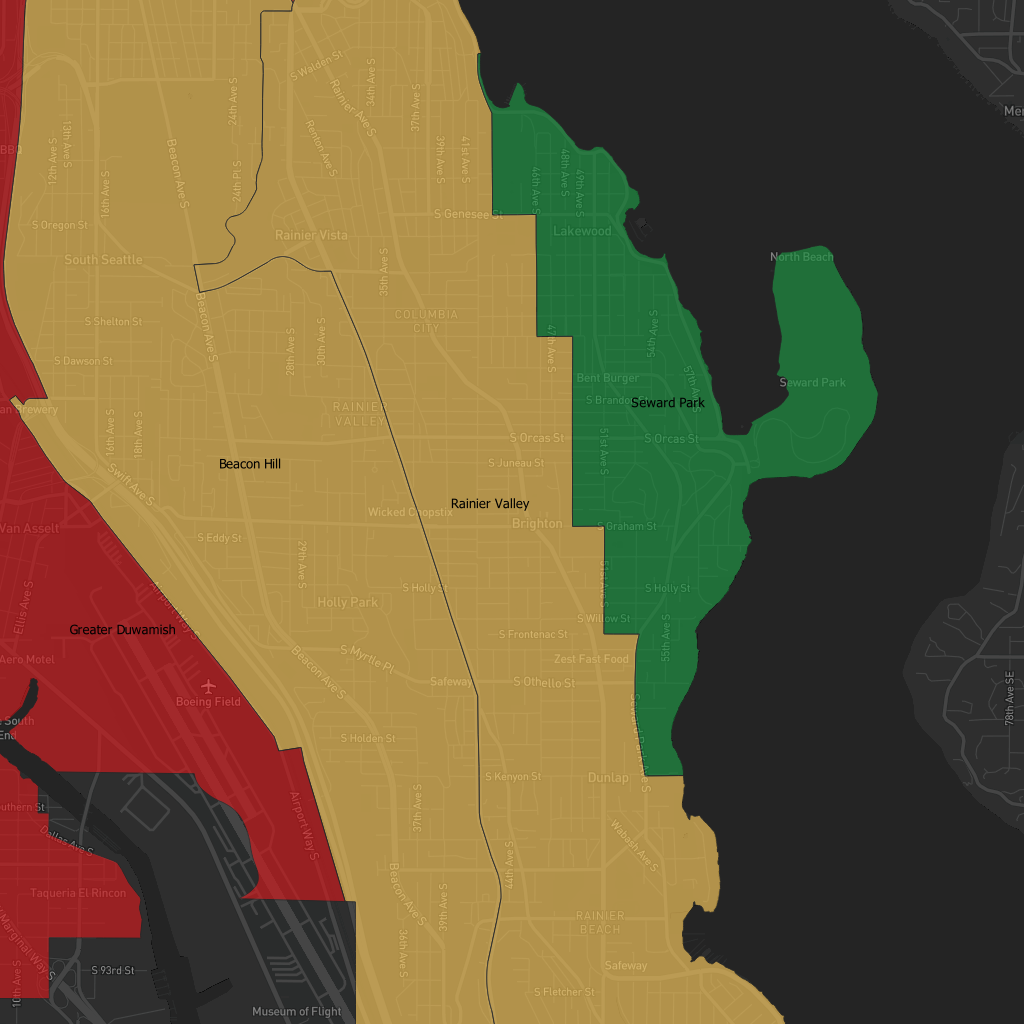 S Walden St
34th Ave S
Rainier Ave S
37th Ave S
24th Ave S
Mer
Renton Ave S
13th Ave S
12th Ave S
Beacon Ave S
39th Ave S
41st Ave S
48th Ave S
49th Ave S
46th Ave S
16th Ave S
24th Pl S
S Genesee St
S Oregon St
Rainier Vista
Lakewood
South Seattle
35th Ave S
North Beach
S Shelton St
COLUMBIA
CITY
Beacon Ave S
28th Ave S
30th Ave S
47th Ave S
54th Ave S
S Dawson St
57th Ave S
Bent Burger
Seward Park
S Brandon
Seward Park
an Brewery
RAINIER
VALLEY
16th Ave S
18th Ave S
S Orcas St
S Orcas St
51st Ave S
Beacon Hill
S Juneau St
Swift Ave S
Rainier Valley
Wicked Chopstix
Brighton
S Graham St
Van Asselt
S Eddy St
29th Ave S
S Holly St
S Holly St
51st Ave S
Ellis Ave S
Airport Way S
Holly Park
S Willow St
Greater Duwamish
S Frontenac St
55th Ave S
Aero Motel
Beacon Ave S
S Myrtle Pl
Zest Fast Food
Safeway
S Othello St
Boeing Field
78th Ave SE
e South
End
S Holden St
Seward Park Ave S
S Kenyon St
Dunlap
outhern St
37th Ave S
Airport Way S
Dallas Ave S
Wabash Ave S
44th Ave S
Taqueria El Rincon
Beacon Ave S
39th Ave S
RAINIER
BEACH
Marginal Way S
36th Ave S
S 93rd St
Safeway
10th Ave S
S Fletcher St
Museum of Flight